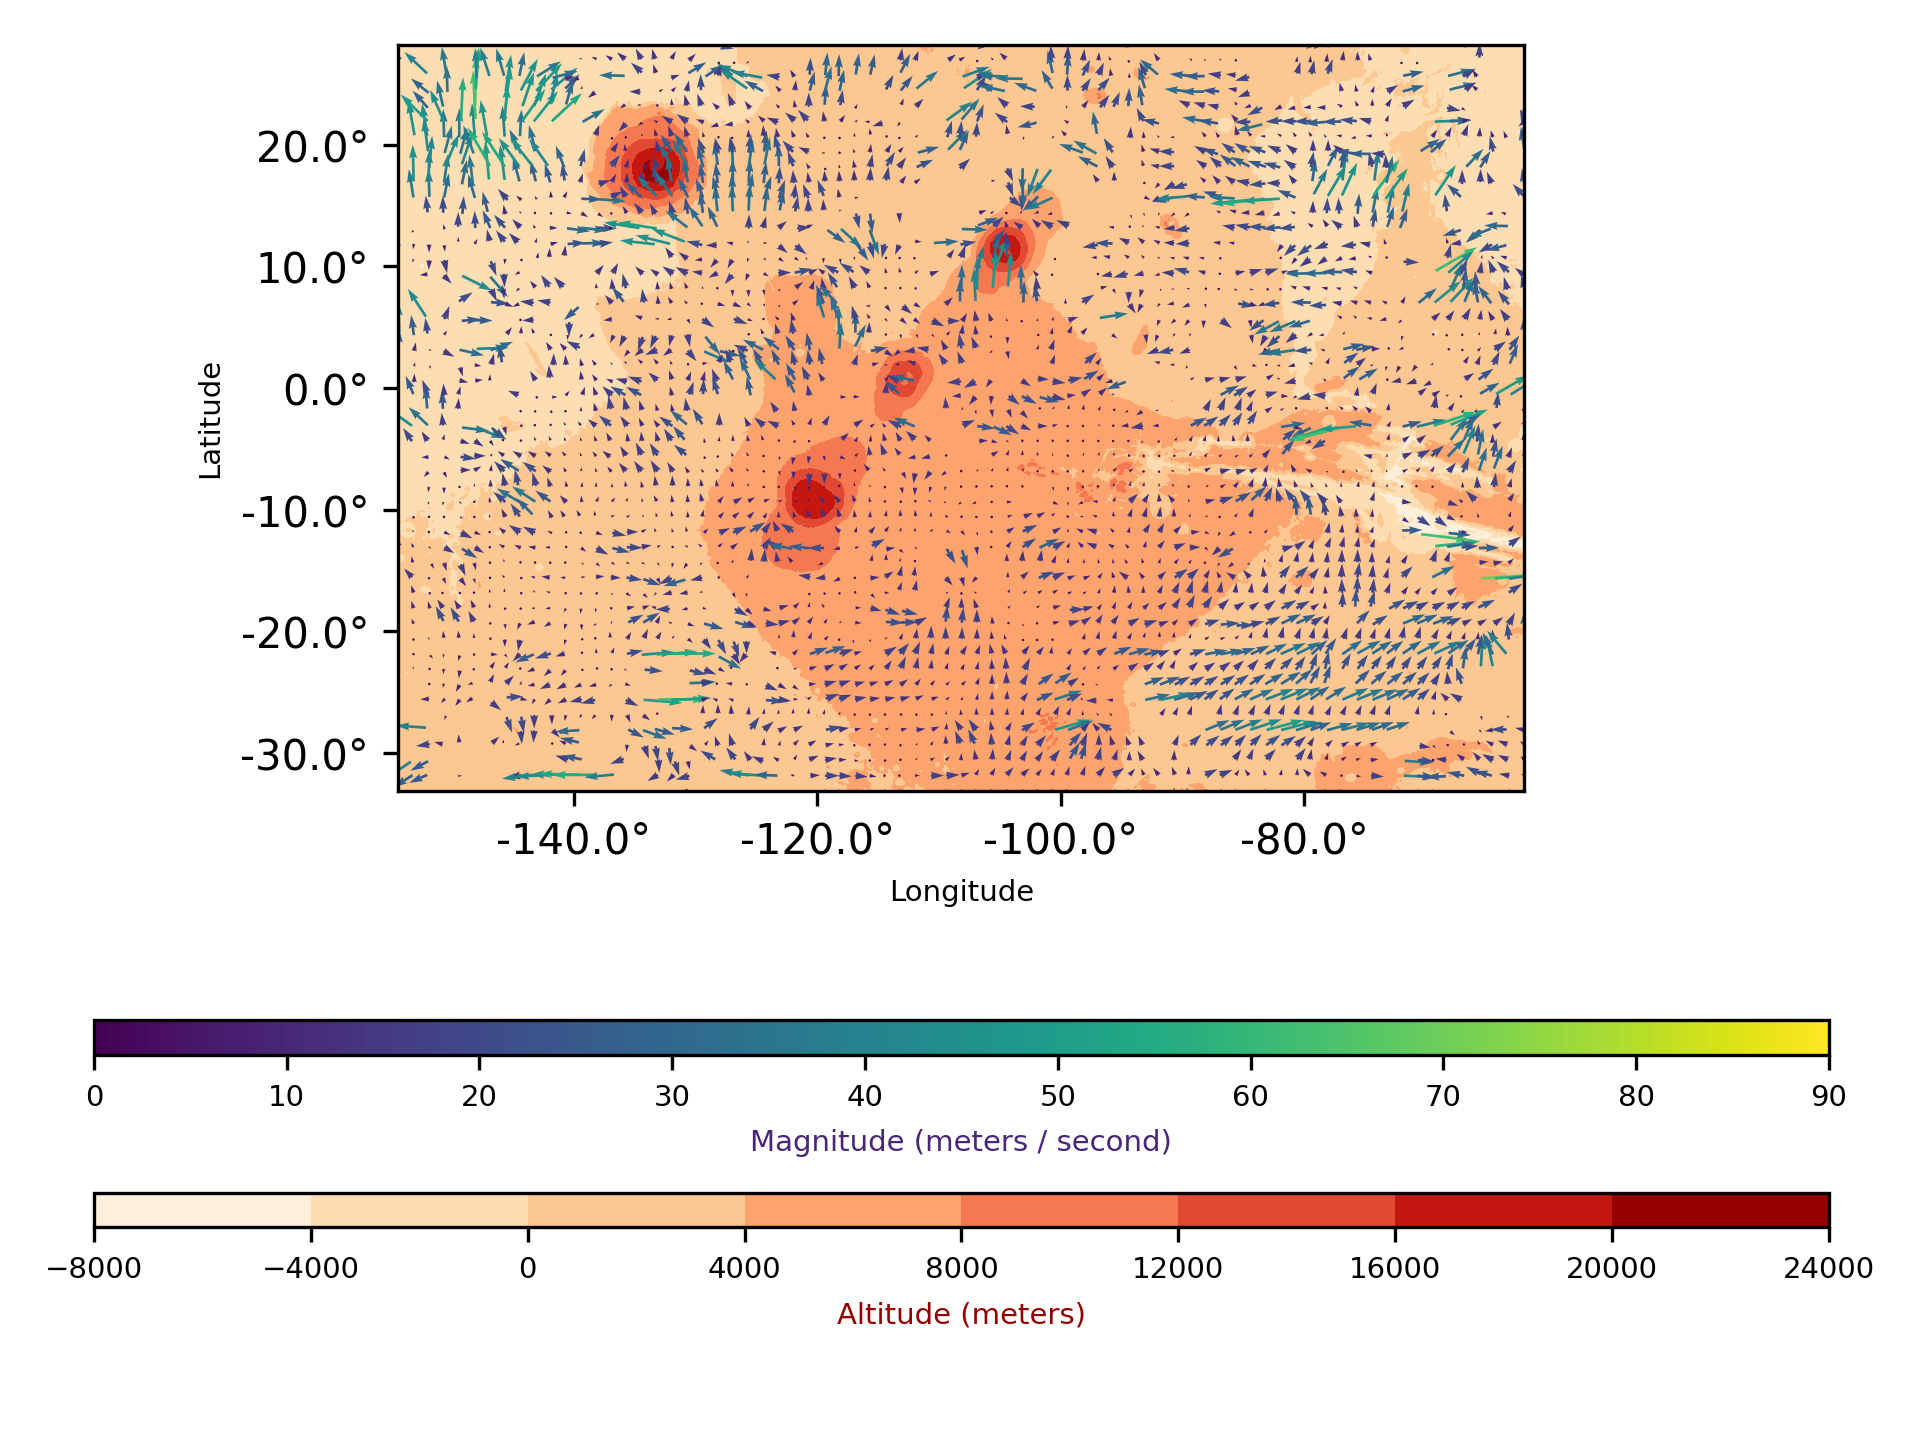 20.0°
10.0°
0.0°
-10.0°
-20.0°
-30.0°
Latitude
-140.0° -120.0° -100.0° -80.0°
Longitude
0 10 20 30 40 50 60 70 80 90
Magnitude (meters / second)
−8000 −4000 0 4000 8000 12000 16000 20000 24000
Altitude (meters)